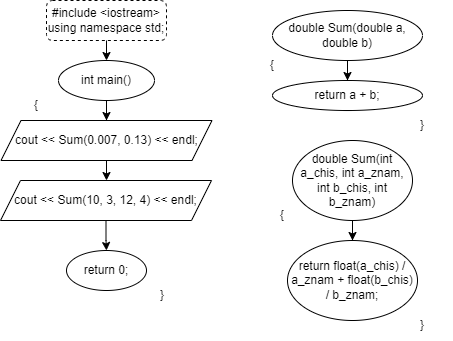 #include <iostream>
using namespace std;
int main()
{
cout << Sum(0.007, 0.13) << endl;
cout << Sum(10, 3, 12, 4) << endl;
return 0;
}
double Sum(double a,
double b)
{
return a + b;
}
double Sum(int
a_chis, int a_znam,
int b_chis, int
b_znam)
{
return float(a_chis) /
a_znam + float(b_chis)
/ b_znam;
}